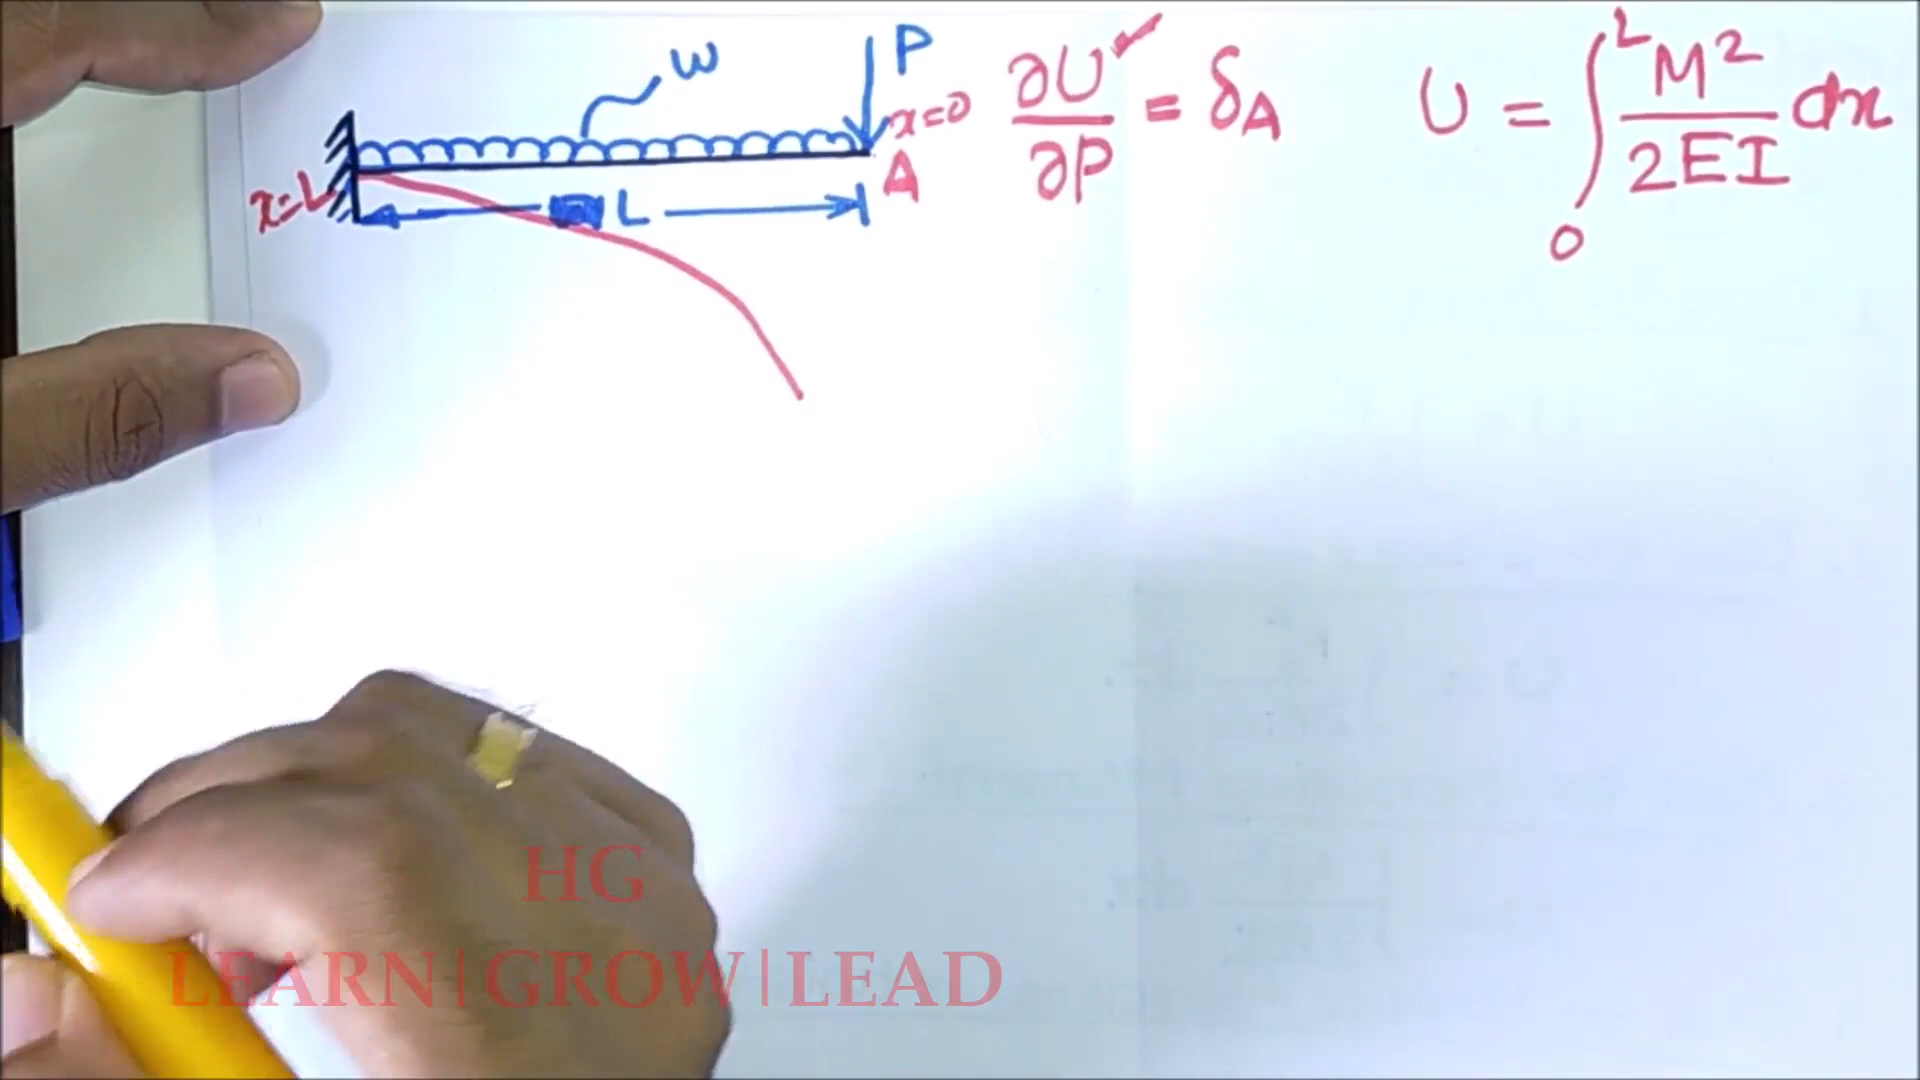 w
P
x=0
A
x=L
L
∂U/∂P = δA
U = ∫₀ᴸ M²/2EI dx
HG
LEARN|GROW|LEAD